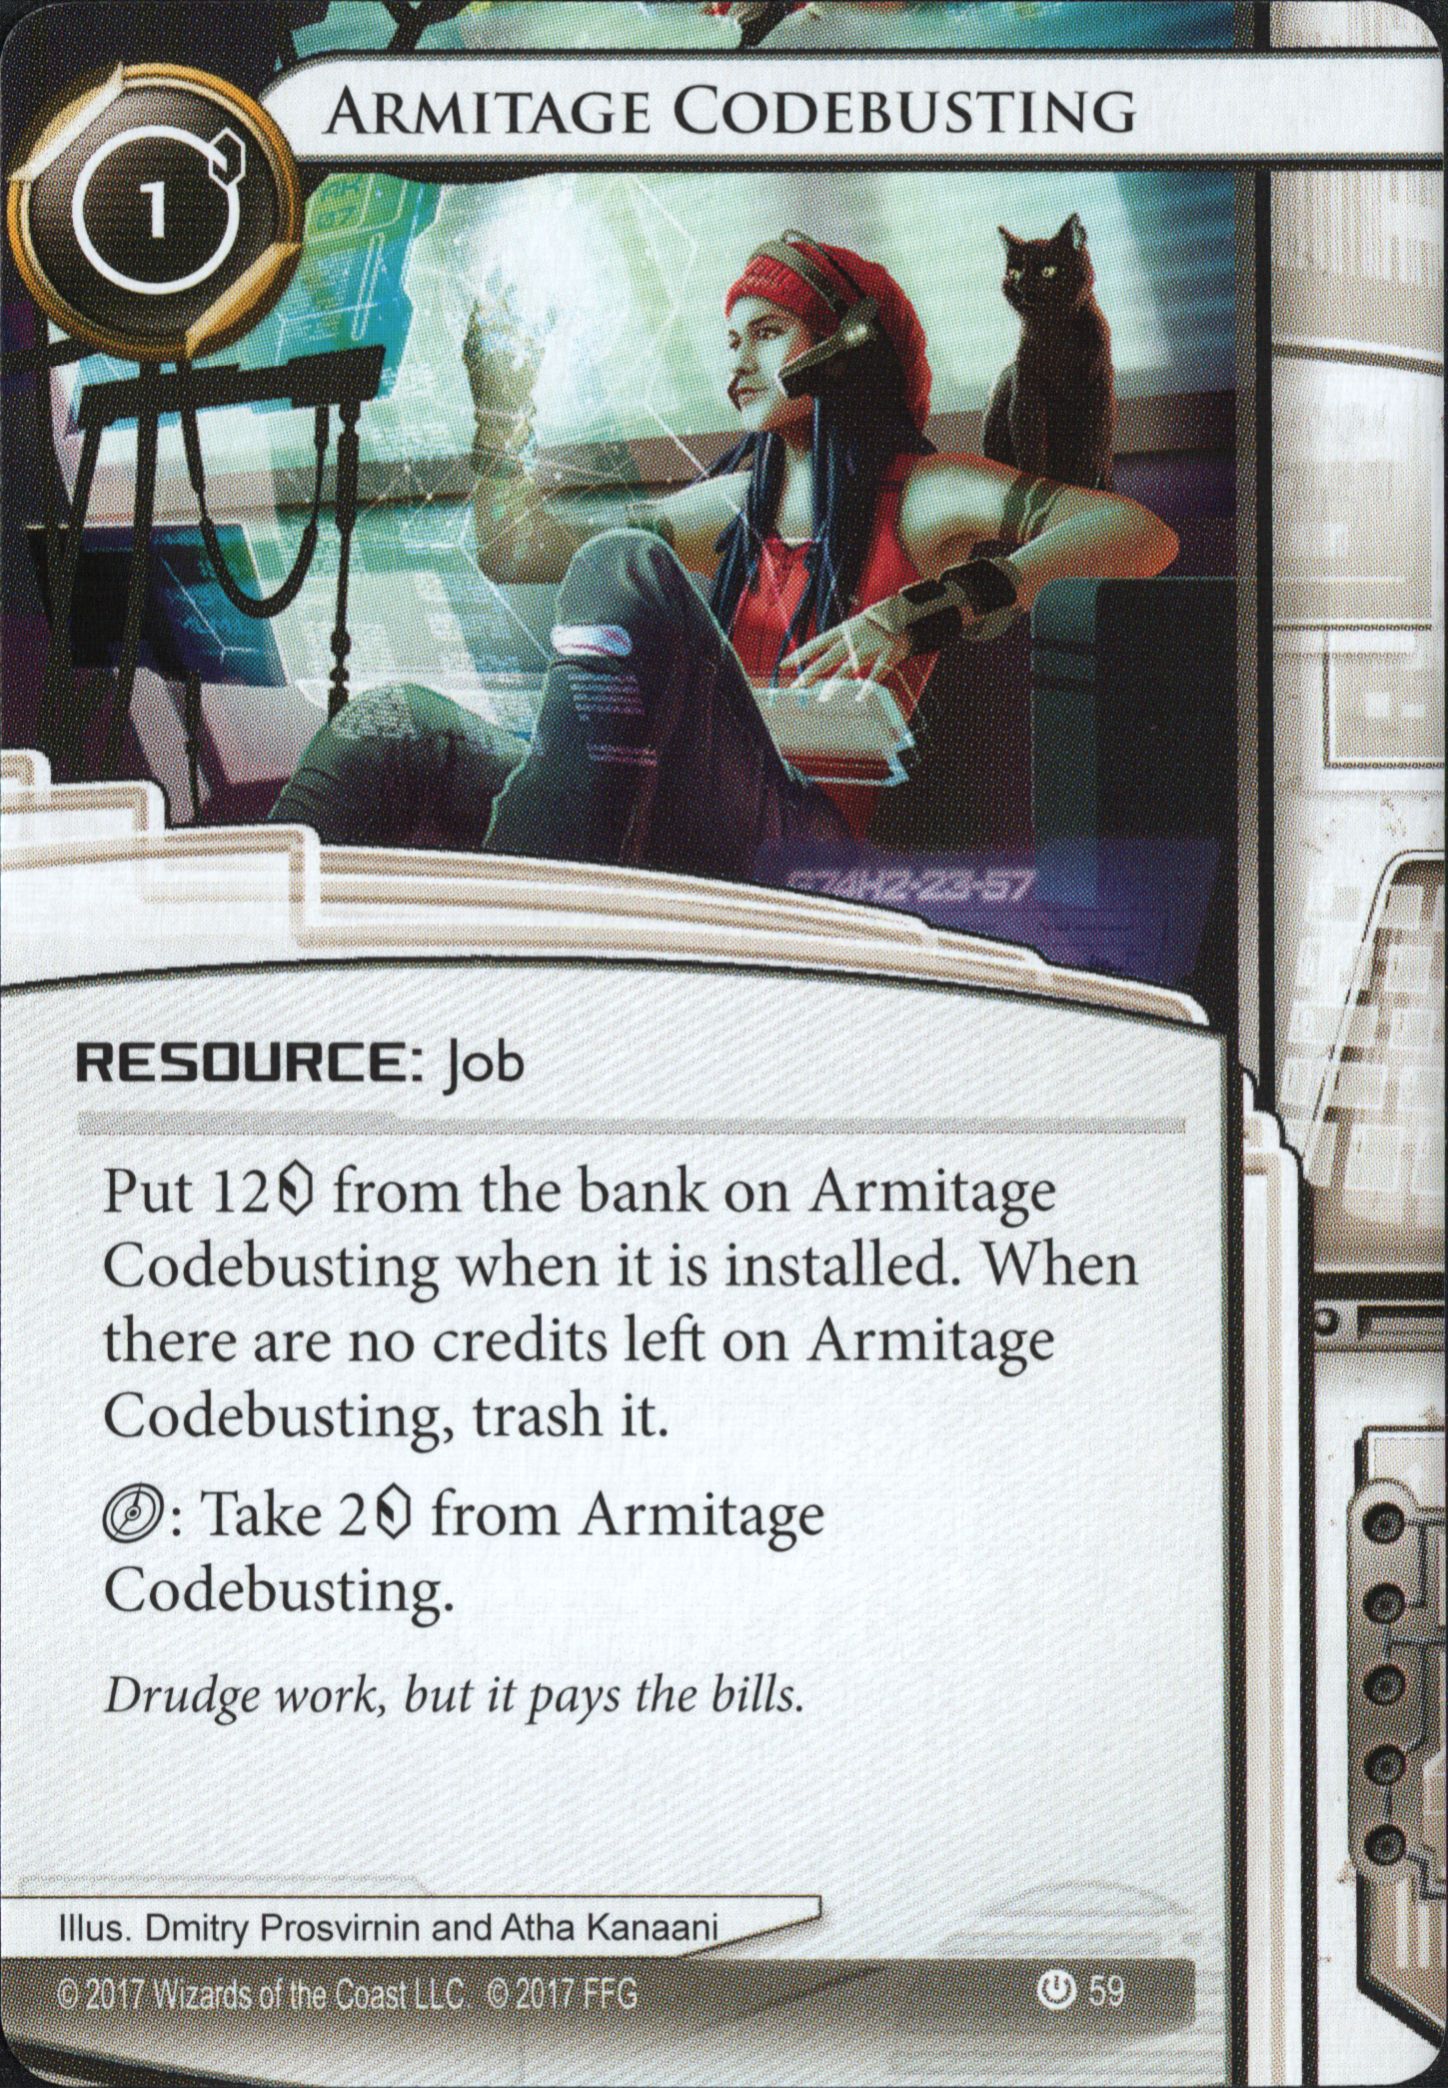 ARMITAGE CODEBUSTING
1
RESOURCE: Job
Put 12 from the bank on Armitage
Codebusting when it is installed. When
there are no credits left on Armitage
Codebusting, trash it.
: Take 2 from Armitage
Codebusting.
Drudge work, but it pays the bills.
Illus. Dmitry Prosvirnin and Atha Kanaani
© 2017 Wizards of the Coast LLC. © 2017 FFG
59